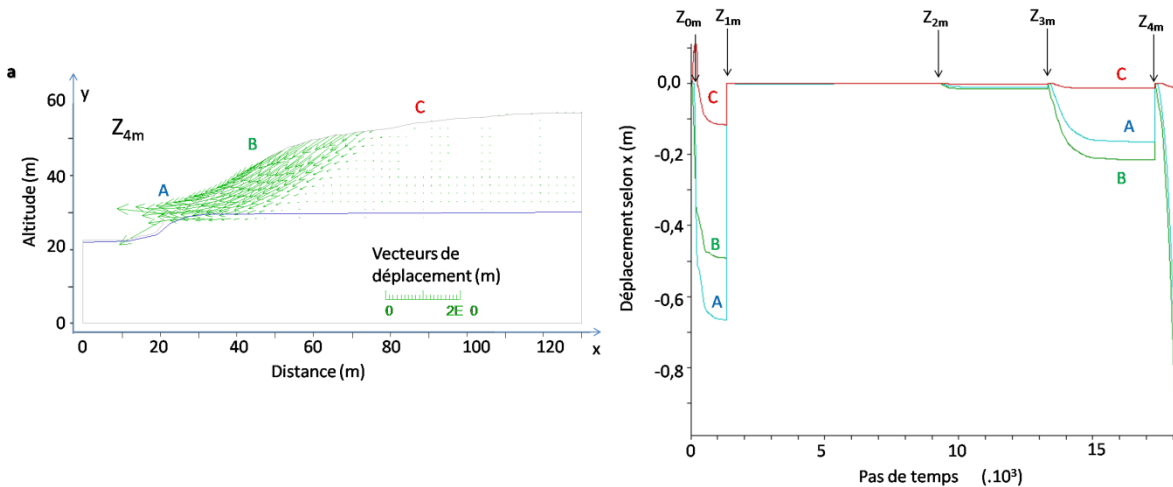 a
y
Z4m
Altitude (m)
60
50
40
30
20
0
A
B
C
Vecteurs de
déplacement (m)
0 2E 0
0 20 40 60 80 100 120 x
Distance (m)
Z0m Z1m Z2m Z3m Z4m
Déplacement selon x (m)
0,0
-0,2
-0,4
-0,6
-0,8
C
B
A
C
A
B
0 5 10 15
Pas de temps (.10³)